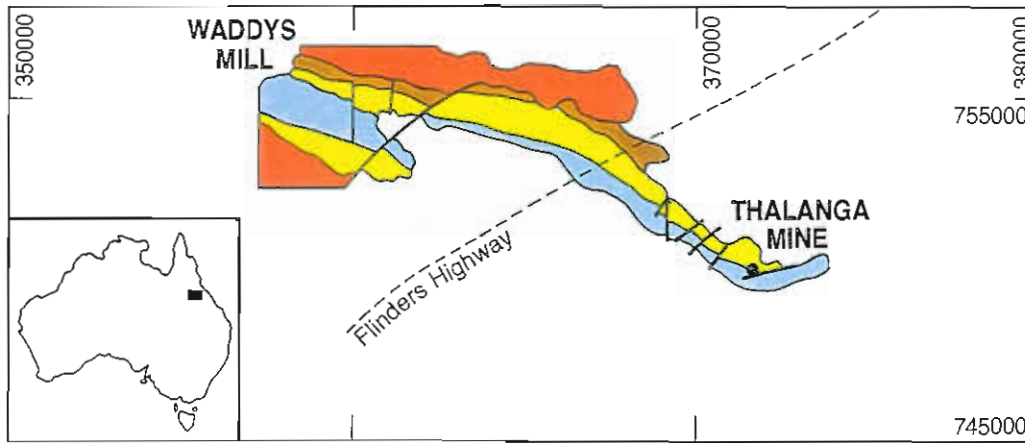 WADDYS
MILL
350000
370000
380000
755000
THALANGA
MINE
Flinders Highway
745000